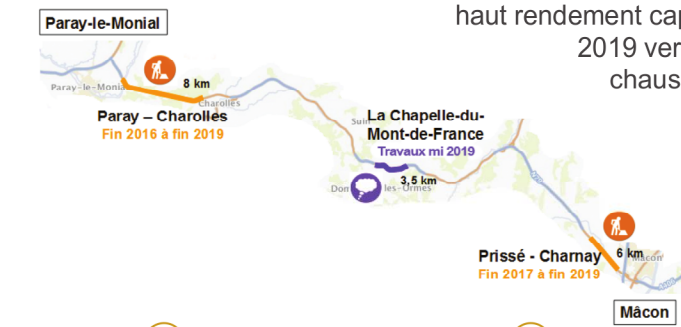 haut rendement cap
2019 ver
chaus
Paray-le-Monial
8 km
Paray-le-Monial
Charolles
Paray – Charolles
Fin 2016 à fin 2019
La Chapelle-du-
Suin
Mont-de-France
Travaux mi 2019
3,5 km
Dom les-Ormes
Prissé - Charnay
6 km
Mâcon
Fin 2017 à fin 2019
Mâcon